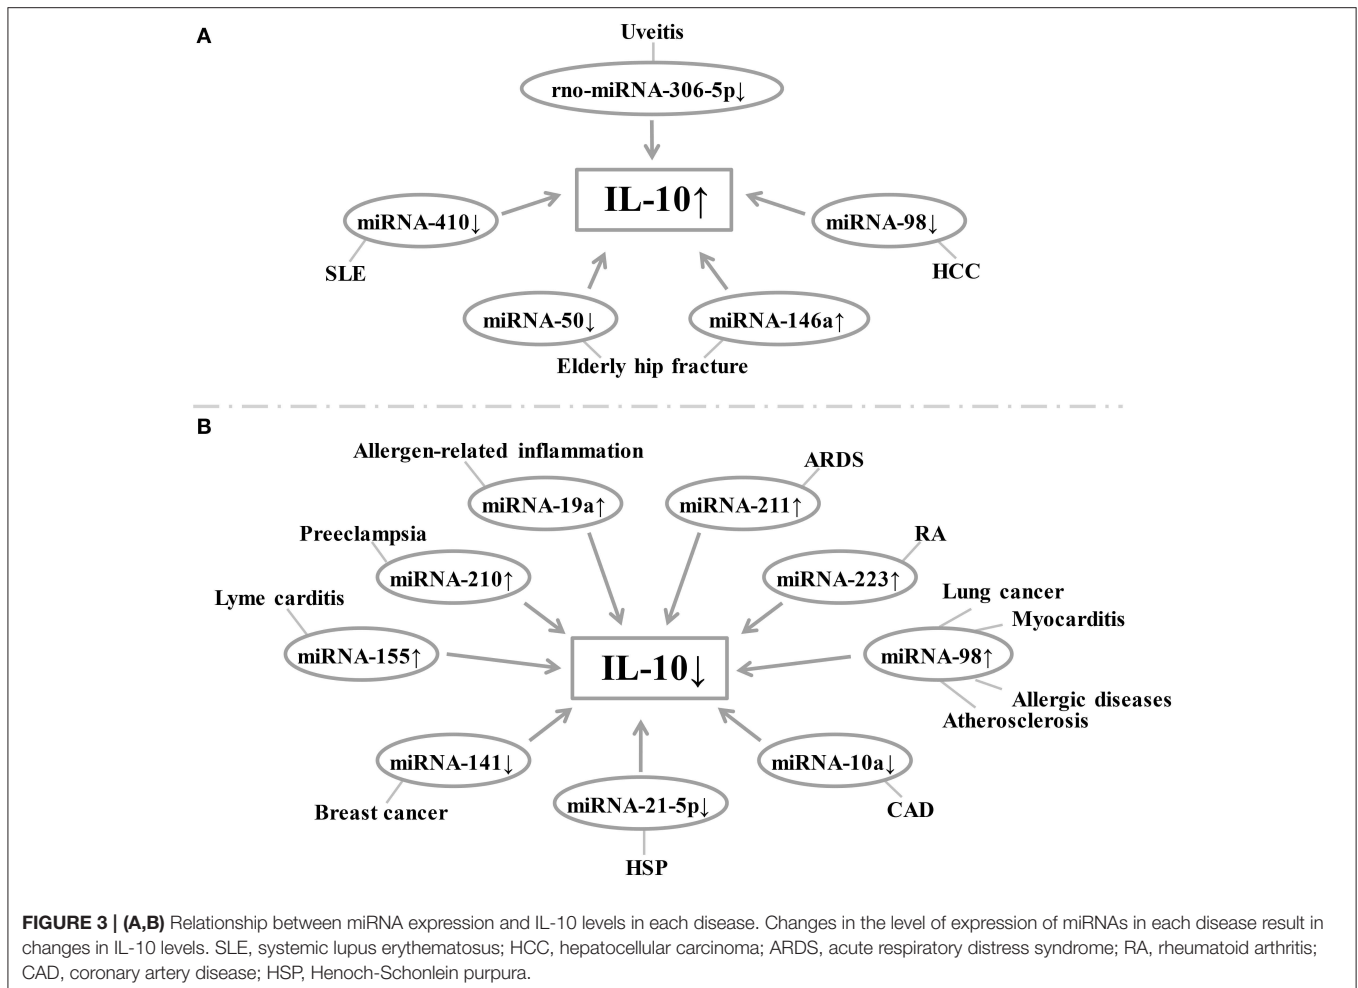 A
Uveitis
rno-miRNA-306-5p↓
IL-10↑
miRNA-410↓
miRNA-98↓
SLE
HCC
miRNA-50↓
miRNA-146a↑
Elderly hip fracture
B
Allergen-related inflammation
ARDS
miRNA-19a↑
miRNA-211↑
Preeclampsia
RA
miRNA-210↑
miRNA-223↑
Lyme carditis
Lung cancer
Myocarditis
miRNA-155↑
miRNA-98↑
IL-10↓
Allergic diseases
Atherosclerosis
miRNA-141↓
miRNA-10a↓
miRNA-21-5p↓
Breast cancer
CAD
HSP
FIGURE 3 | (A,B) Relationship between miRNA expression and IL-10 levels in each disease. Changes in the level of expression of miRNAs in each disease result in
changes in IL-10 levels. SLE, systemic lupus erythematosus; HCC, hepatocellular carcinoma; ARDS, acute respiratory distress syndrome; RA, rheumatoid arthritis;
CAD, coronary artery disease; HSP, Henoch-Schonlein purpura.